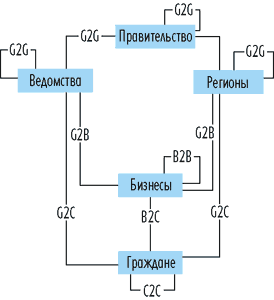 G2G
G2G
G2G
G2G
Правительство
Ведомства
Регионы
G2B
G2B
B2B
Бизнесы
G2C
B2C
G2C
Граждане
C2C